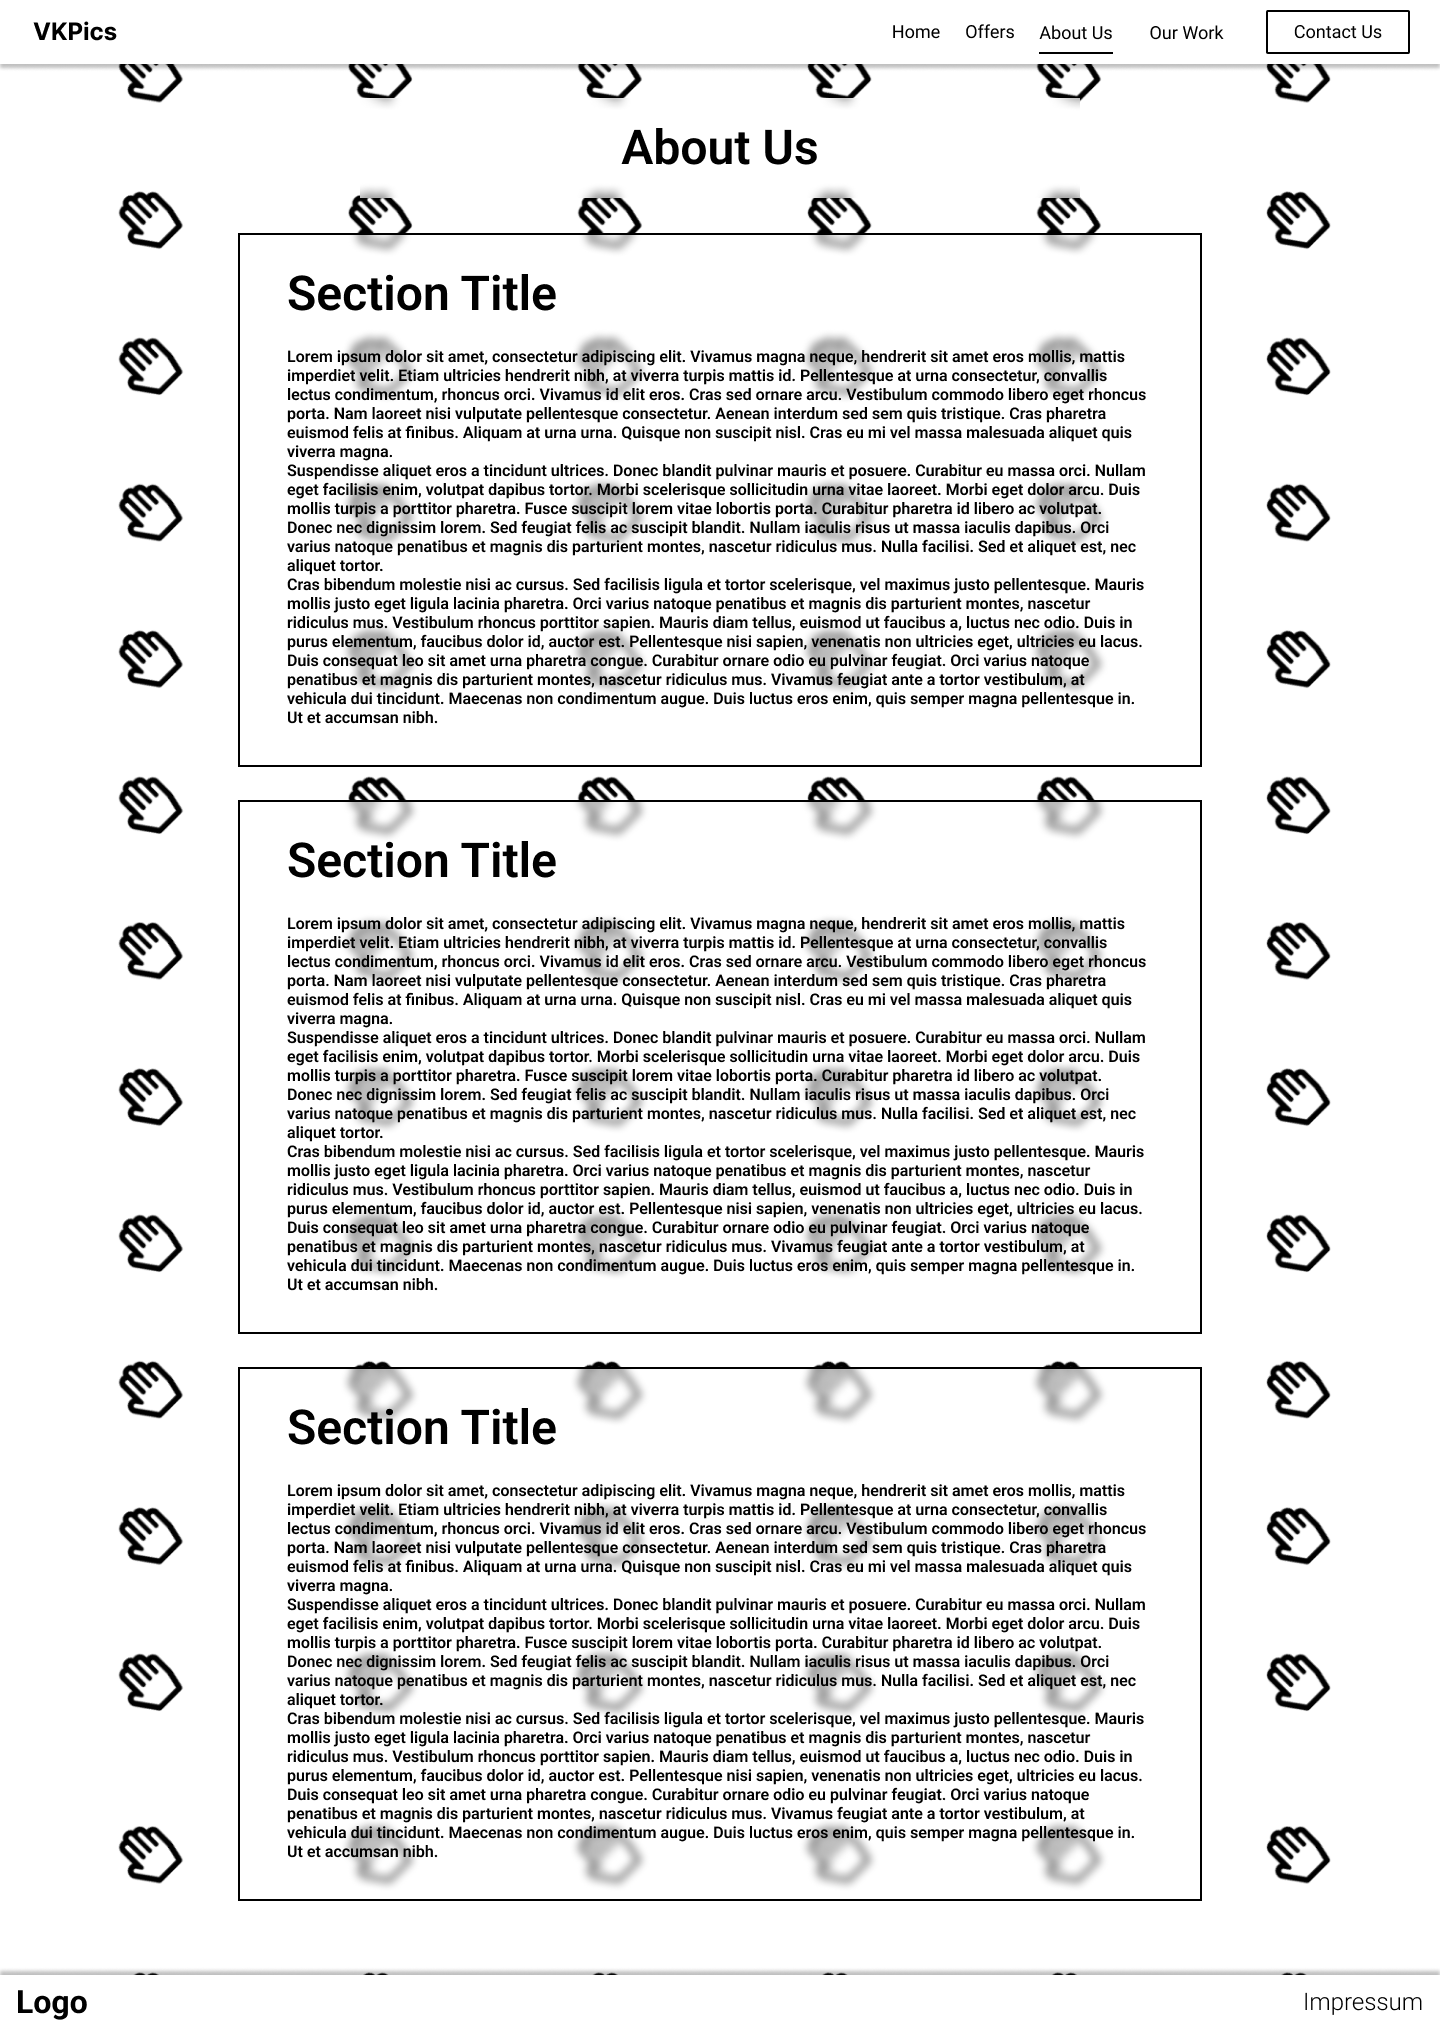 VKPics
Home Offers About Us Our Work Contact Us
About Us
Section Title
Lorem ipsum dolor sit amet, consectetur adipiscing elit. Vivamus magna neque, hendrerit sit amet eros mollis, mattis
imperdiet velit. Etiam ultricies hendrerit nibh, at viverra turpis mattis id. Pellentesque at urna consectetur, convallis
lectus condimentum, rhoncus orci. Vivamus id elit eros. Cras sed ornare arcu. Vestibulum commodo libero eget rhoncus
porta. Nam laoreet nisi vulputate pellentesque consectetur. Aenean interdum sed sem quis tristique. Cras pharetra
euismod felis at finibus. Aliquam at urna urna. Quisque non suscipit nisl. Cras eu mi vel massa malesuada aliquet quis
viverra magna.
Suspendisse aliquet eros a tincidunt ultrices. Donec blandit pulvinar mauris et posuere. Curabitur eu massa orci. Nullam
eget facilisis enim, volutpat dapibus tortor. Morbi scelerisque sollicitudin urna vitae laoreet. Morbi eget dolor arcu. Duis
mollis turpis a porttitor pharetra. Fusce suscipit lorem vitae lobortis porta. Curabitur pharetra id libero ac volutpat.
Donec nec dignissim lorem. Sed feugiat felis ac suscipit blandit. Nullam iaculis risus ut massa iaculis dapibus. Orci
varius natoque penatibus et magnis dis parturient montes, nascetur ridiculus mus. Nulla facilisi. Sed et aliquet est, nec
aliquet tortor.
Cras bibendum molestie nisi ac cursus. Sed facilisis ligula et tortor scelerisque, vel maximus justo pellentesque. Mauris
mollis justo eget ligula lacinia pharetra. Orci varius natoque penatibus et magnis dis parturient montes, nascetur
ridiculus mus. Vestibulum rhoncus porttitor sapien. Mauris diam tellus, euismod ut faucibus a, luctus nec odio. Duis in
purus elementum, faucibus dolor id, auctor est. Pellentesque nisi sapien, venenatis non ultricies eget, ultricies eu lacus.
Duis consequat leo sit amet urna pharetra congue. Curabitur ornare odio eu pulvinar feugiat. Orci varius natoque
penatibus et magnis dis parturient montes, nascetur ridiculus mus. Vivamus feugiat ante a tortor vestibulum, at
vehicula dui tincidunt. Maecenas non condimentum augue. Duis luctus eros enim, quis semper magna pellentesque in.
Ut et accumsan nibh.
Section Title
Lorem ipsum dolor sit amet, consectetur adipiscing elit. Vivamus magna neque, hendrerit sit amet eros mollis, mattis
imperdiet velit. Etiam ultricies hendrerit nibh, at viverra turpis mattis id. Pellentesque at urna consectetur, convallis
lectus condimentum, rhoncus orci. Vivamus id elit eros. Cras sed ornare arcu. Vestibulum commodo libero eget rhoncus
porta. Nam laoreet nisi vulputate pellentesque consectetur. Aenean interdum sed sem quis tristique. Cras pharetra
euismod felis at finibus. Aliquam at urna urna. Quisque non suscipit nisl. Cras eu mi vel massa malesuada aliquet quis
viverra magna.
Suspendisse aliquet eros a tincidunt ultrices. Donec blandit pulvinar mauris et posuere. Curabitur eu massa orci. Nullam
eget facilisis enim, volutpat dapibus tortor. Morbi scelerisque sollicitudin urna vitae laoreet. Morbi eget dolor arcu. Duis
mollis turpis a porttitor pharetra. Fusce suscipit lorem vitae lobortis porta. Curabitur pharetra id libero ac volutpat.
Donec nec dignissim lorem. Sed feugiat felis ac suscipit blandit. Nullam iaculis risus ut massa iaculis dapibus. Orci
varius natoque penatibus et magnis dis parturient montes, nascetur ridiculus mus. Nulla facilisi. Sed et aliquet est, nec
aliquet tortor.
Cras bibendum molestie nisi ac cursus. Sed facilisis ligula et tortor scelerisque, vel maximus justo pellentesque. Mauris
mollis justo eget ligula lacinia pharetra. Orci varius natoque penatibus et magnis dis parturient montes, nascetur
ridiculus mus. Vestibulum rhoncus porttitor sapien. Mauris diam tellus, euismod ut faucibus a, luctus nec odio. Duis in
purus elementum, faucibus dolor id, auctor est. Pellentesque nisi sapien, venenatis non ultricies eget, ultricies eu lacus.
Duis consequat leo sit amet urna pharetra congue. Curabitur ornare odio eu pulvinar feugiat. Orci varius natoque
penatibus et magnis dis parturient montes, nascetur ridiculus mus. Vivamus feugiat ante a tortor vestibulum, at
vehicula dui tincidunt. Maecenas non condimentum augue. Duis luctus eros enim, quis semper magna pellentesque in.
Ut et accumsan nibh.
Section Title
Lorem ipsum dolor sit amet, consectetur adipiscing elit. Vivamus magna neque, hendrerit sit amet eros mollis, mattis
imperdiet velit. Etiam ultricies hendrerit nibh, at viverra turpis mattis id. Pellentesque at urna consectetur, convallis
lectus condimentum, rhoncus orci. Vivamus id elit eros. Cras sed ornare arcu. Vestibulum commodo libero eget rhoncus
porta. Nam laoreet nisi vulputate pellentesque consectetur. Aenean interdum sed sem quis tristique. Cras pharetra
euismod felis at finibus. Aliquam at urna urna. Quisque non suscipit nisl. Cras eu mi vel massa malesuada aliquet quis
viverra magna.
Suspendisse aliquet eros a tincidunt ultrices. Donec blandit pulvinar mauris et posuere. Curabitur eu massa orci. Nullam
eget facilisis enim, volutpat dapibus tortor. Morbi scelerisque sollicitudin urna vitae laoreet. Morbi eget dolor arcu. Duis
mollis turpis a porttitor pharetra. Fusce suscipit lorem vitae lobortis porta. Curabitur pharetra id libero ac volutpat.
Donec nec dignissim lorem. Sed feugiat felis ac suscipit blandit. Nullam iaculis risus ut massa iaculis dapibus. Orci
varius natoque penatibus et magnis dis parturient montes, nascetur ridiculus mus. Nulla facilisi. Sed et aliquet est, nec
aliquet tortor.
Cras bibendum molestie nisi ac cursus. Sed facilisis ligula et tortor scelerisque, vel maximus justo pellentesque. Mauris
mollis justo eget ligula lacinia pharetra. Orci varius natoque penatibus et magnis dis parturient montes, nascetur
ridiculus mus. Vestibulum rhoncus porttitor sapien. Mauris diam tellus, euismod ut faucibus a, luctus nec odio. Duis in
purus elementum, faucibus dolor id, auctor est. Pellentesque nisi sapien, venenatis non ultricies eget, ultricies eu lacus.
Duis consequat leo sit amet urna pharetra congue. Curabitur ornare odio eu pulvinar feugiat. Orci varius natoque
penatibus et magnis dis parturient montes, nascetur ridiculus mus. Vivamus feugiat ante a tortor vestibulum, at
vehicula dui tincidunt. Maecenas non condimentum augue. Duis luctus eros enim, quis semper magna pellentesque in.
Ut et accumsan nibh.
Logo Impressum